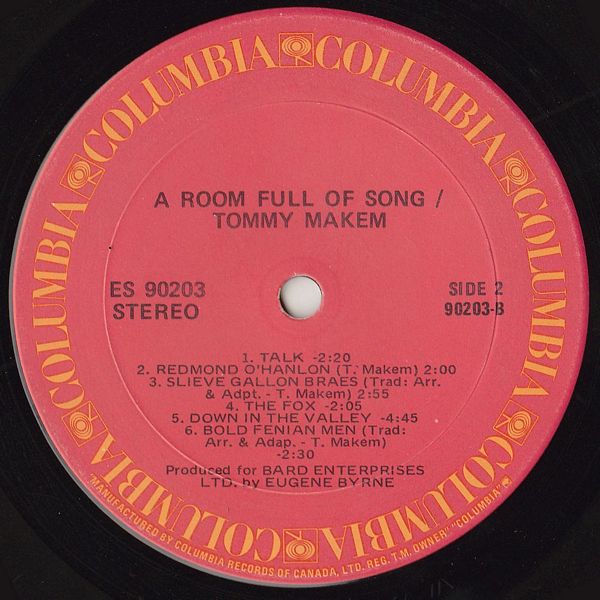 COLUMBIA COLUMBIA COLUMBIA COLUMBIA COLUMBIA COLUMBIA COLUMBIA COLUMBIA
A ROOM FULL OF SONG /
TOMMY MAKEM
ES 90203
STEREO
SIDE 2
90203-B
1. TALK -2:20
2. REDMOND O'HANLON (T. Makem) 2:00
3. SLIEVE GALLON BRAES (Trad: Arr.
& Adpt. - T. Makem) 2:55
4. THE FOX -2:05
5. DOWN IN THE VALLEY -4:45
6. BOLD FENIAN MEN (Trad:
Arr. & Adap. - T. Makem)
-2:30
Produced for BARD ENTERPRISES
LTD. by EUGENE BYRNE
"MANUFACTURED BY COLUMBIA RECORDS OF CANADA, LTD. REG. T.M. OWNER" "COLUMBIA"